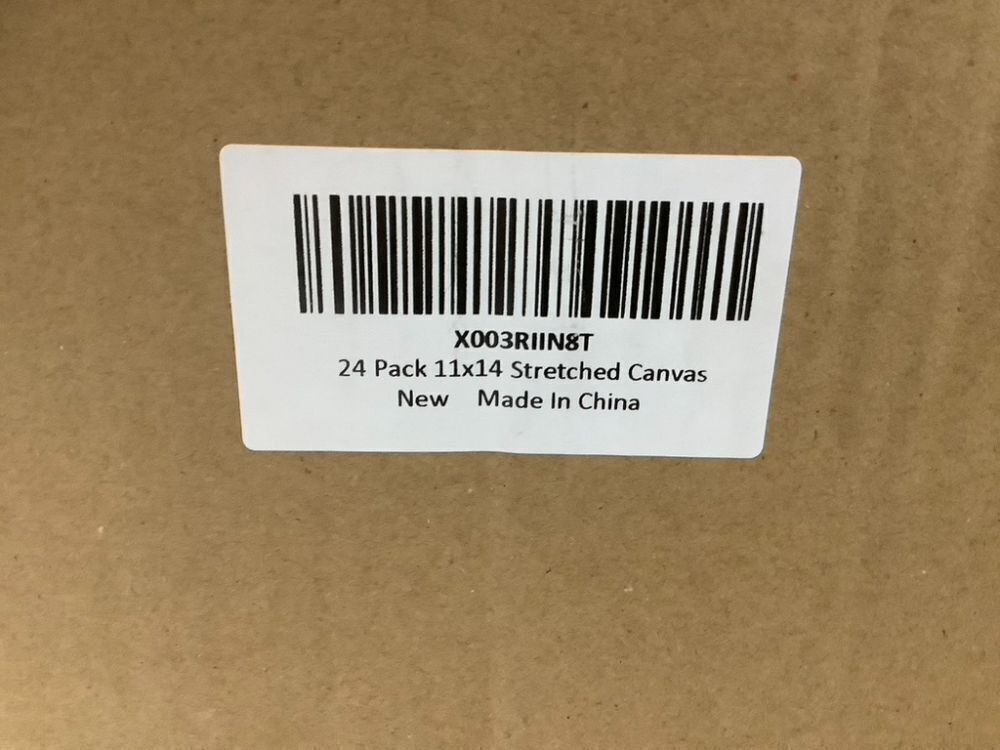 X003RIIN8T
24 Pack 11x14 Stretched Canvas
New Made In China